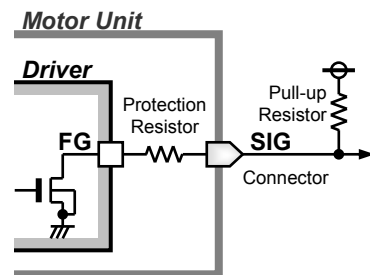 Motor Unit
Driver
Protection
Resistor
Pull-up
Resistor
FG
SIG
Connector